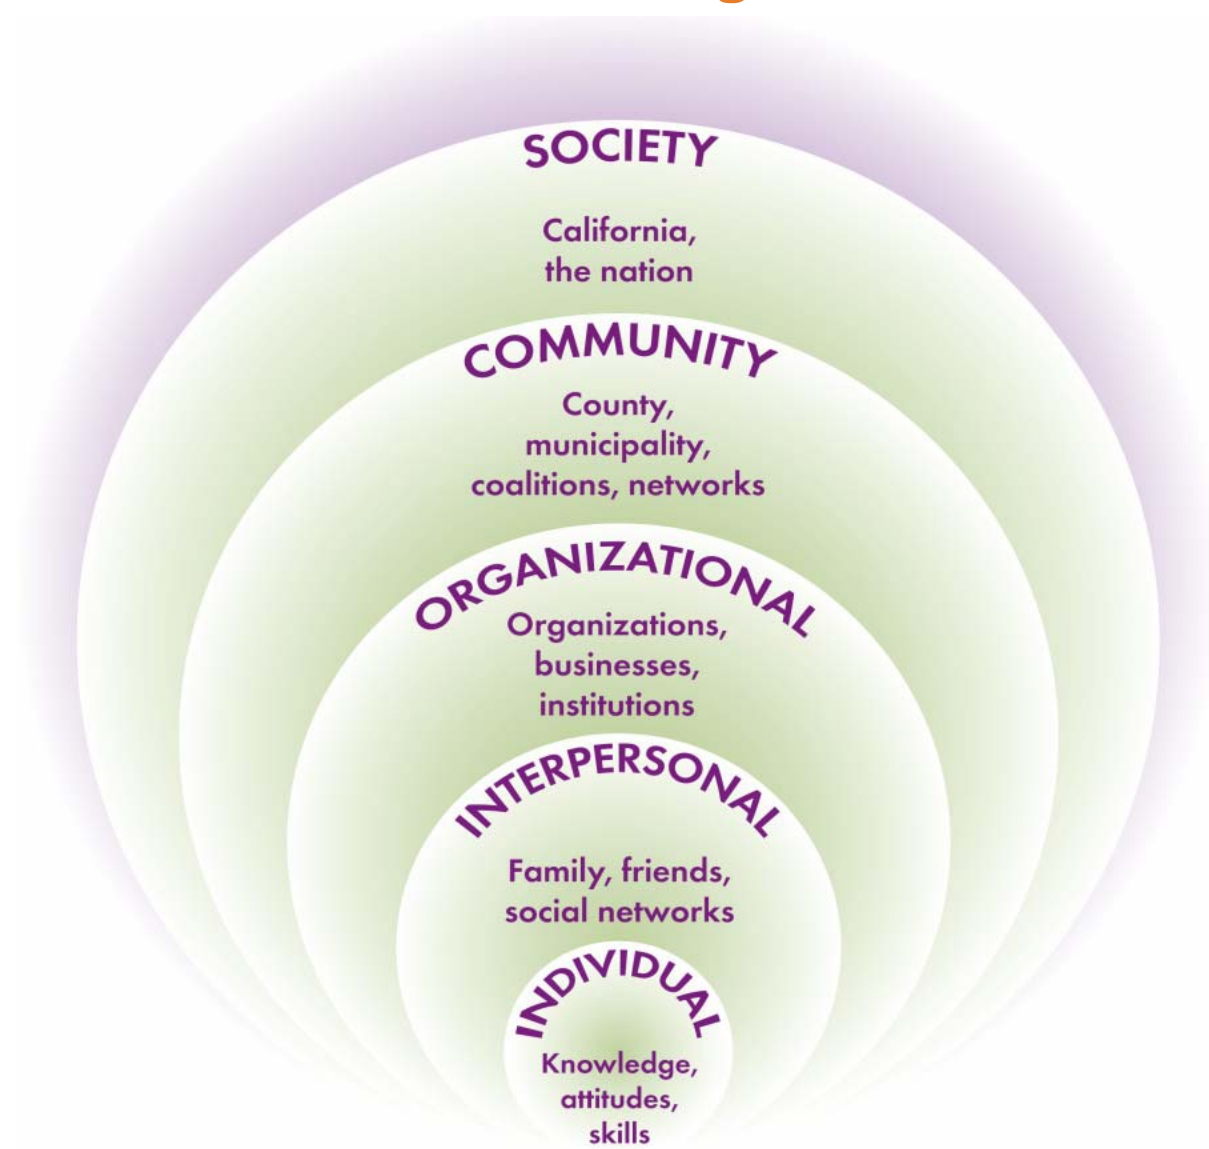 SOCIETY
California,
the nation
COMMUNITY
County,
municipality,
coalitions, networks
ORGANIZATIONAL
Organizations,
businesses,
institutions
INTERPERSONAL
Family, friends,
social networks
INDIVIDUAL
Knowledge,
attitudes,
skills